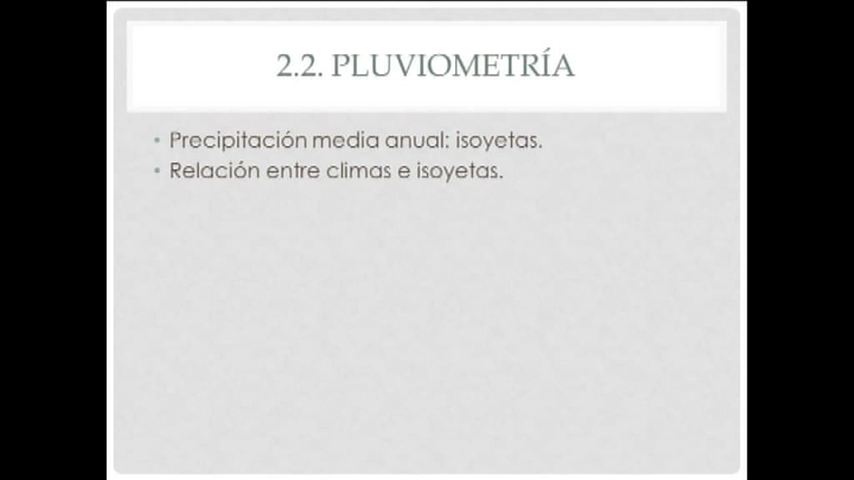 2.2. PLUVIOMETRÍA
• Precipitación media anual: isoyetas.
• Relación entre climas e isoyetas.